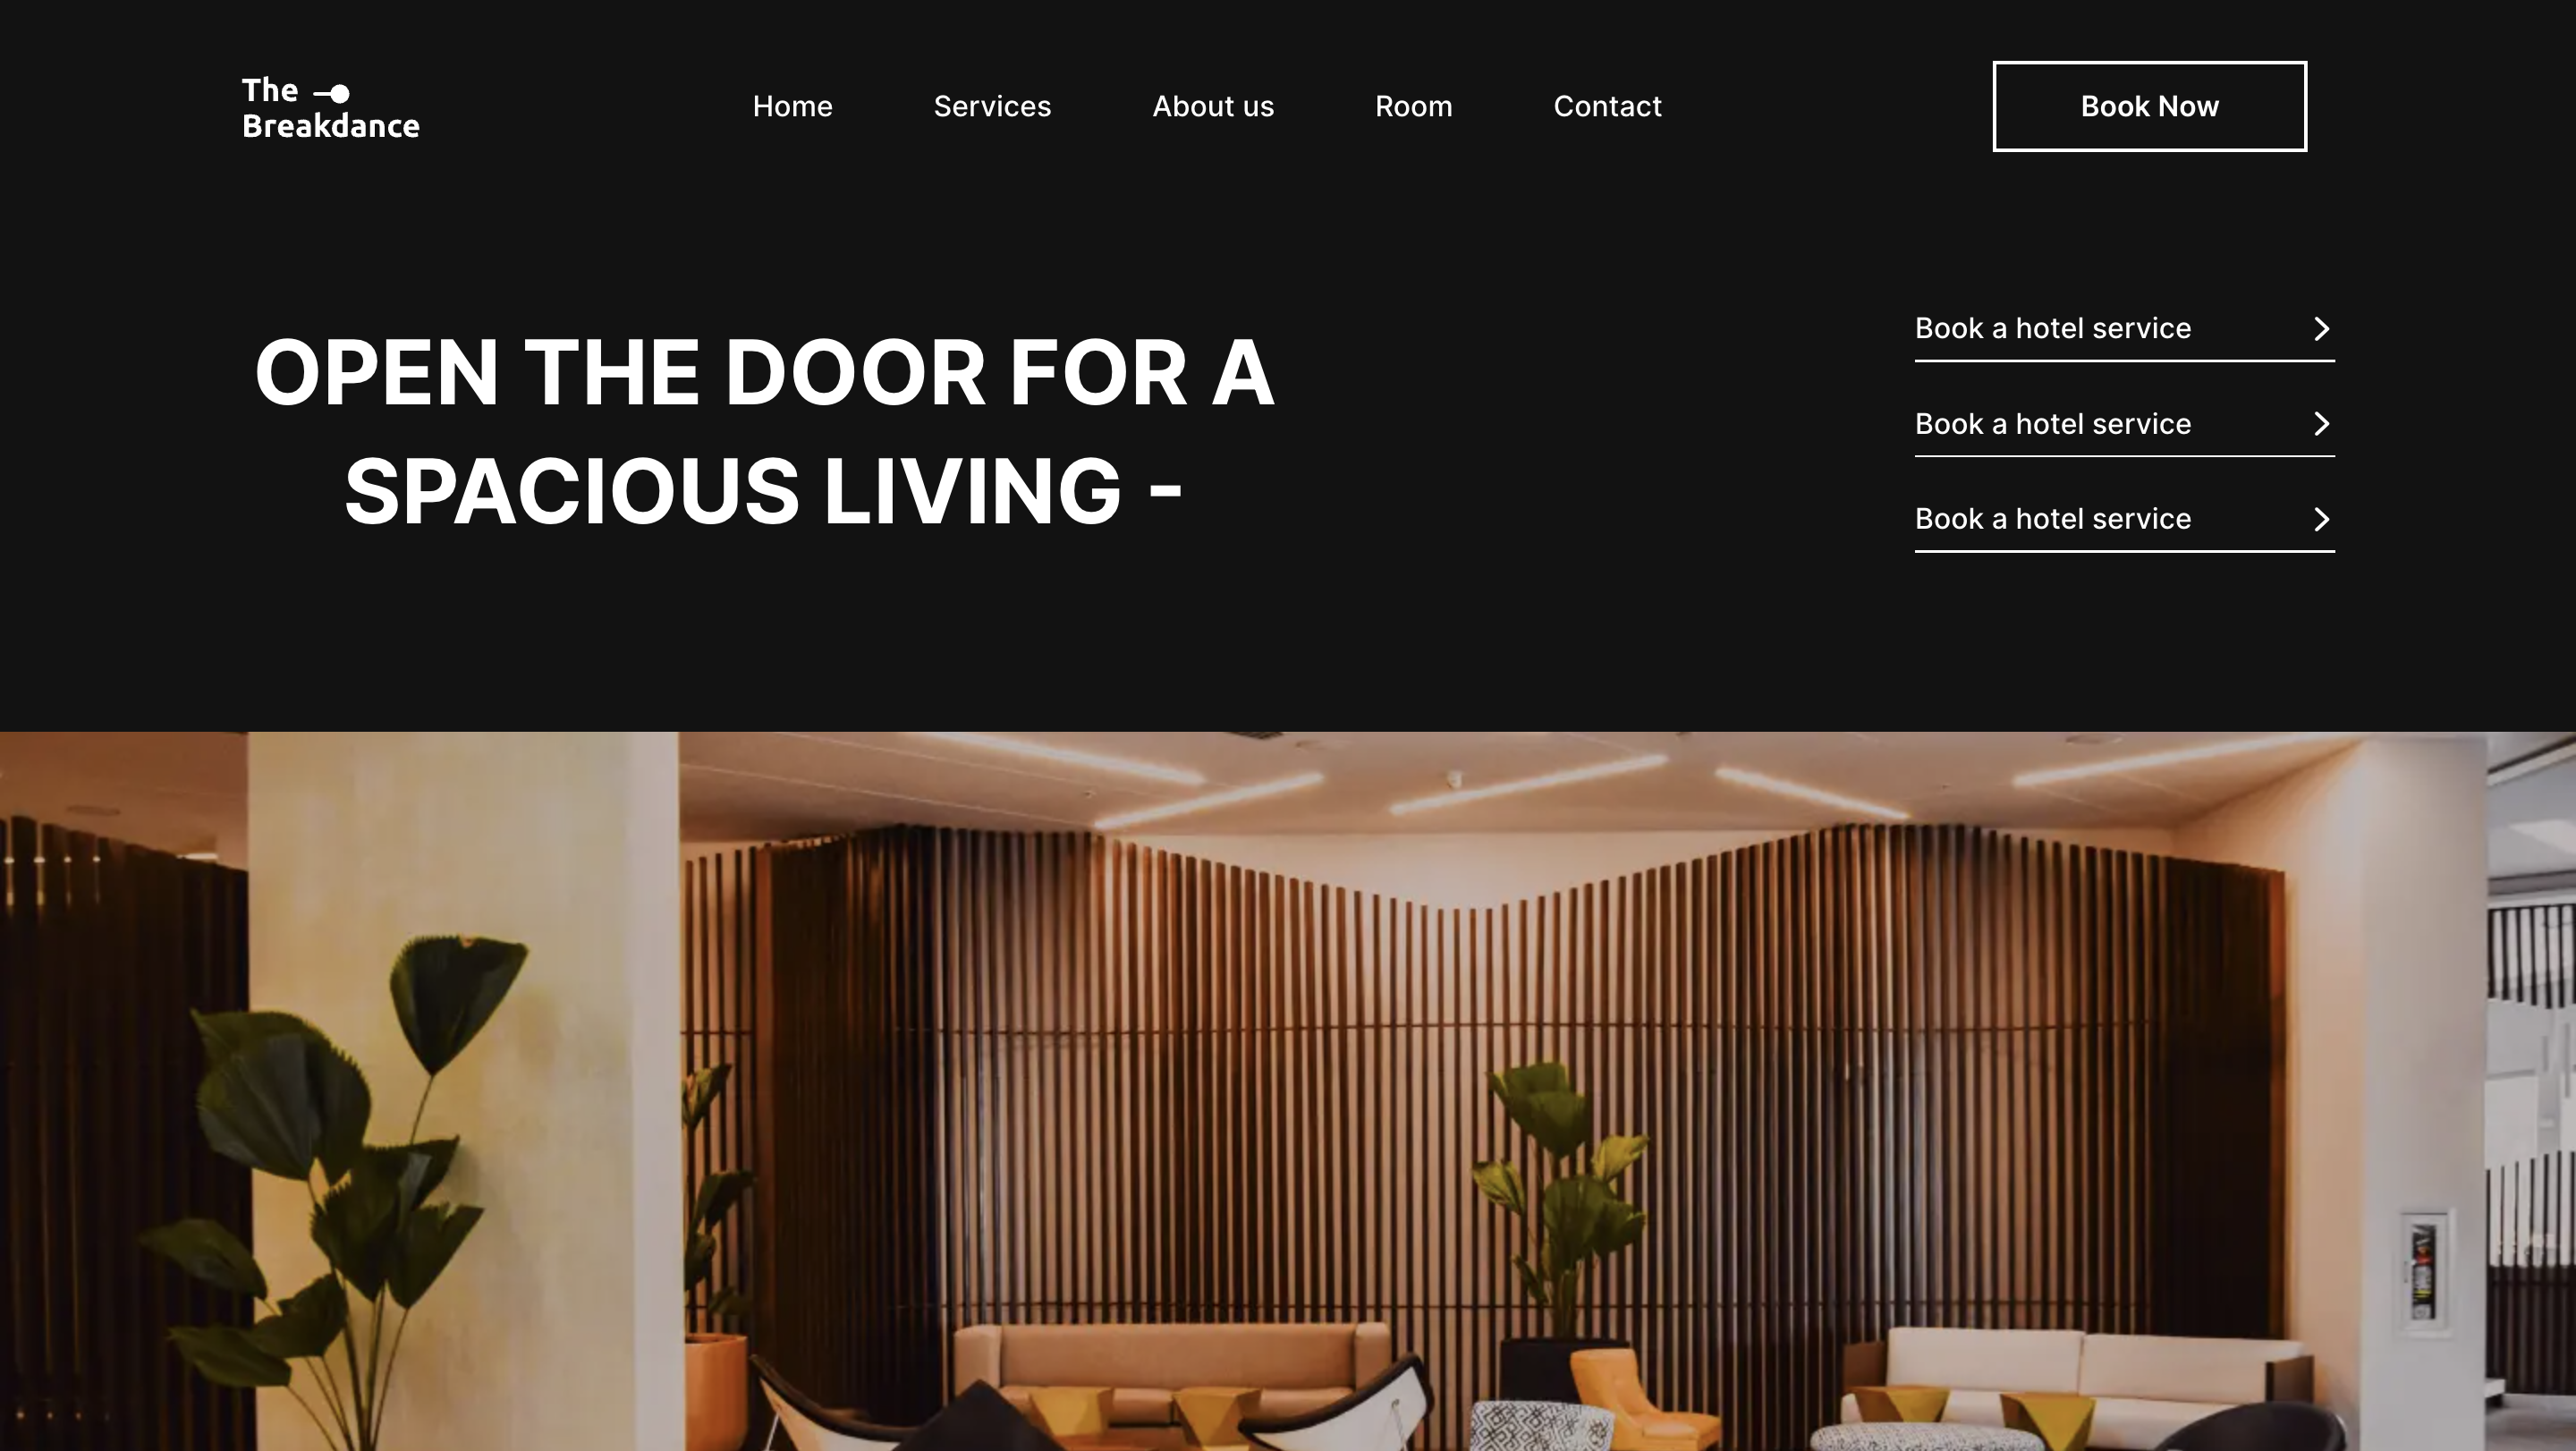 The
Breakdance
Home
Services
About us
Room
Contact
Book Now
OPEN THE DOOR FOR A
SPACIOUS LIVING -
Book a hotel service
Book a hotel service
Book a hotel service